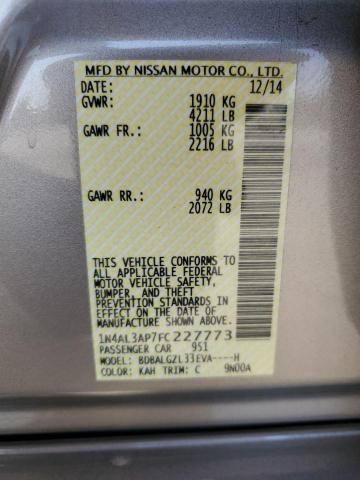 MFD BY NISSAN MOTOR CO., LTD.
DATE: 12/14
GVWR: 1910 KG
4211 LB
GAWR FR.: 1005 KG
2216 LB
GAWR RR.: 940 KG
2072 LB
THIS VEHICLE CONFORMS TO
ALL APPLICABLE FEDERAL
MOTOR VEHICLE SAFETY,
BUMPER, AND THEFT
PREVENTION STANDARDS
IN EFFECT ON THE DATE OF
MANUFACTURE SHOWN ABOVE.
1N4AL3AP7FC227773
PASSENGER CAR 951
MODEL: BDBALGZL33EVA----H
COLOR: KAH TRIM: C 9N00A